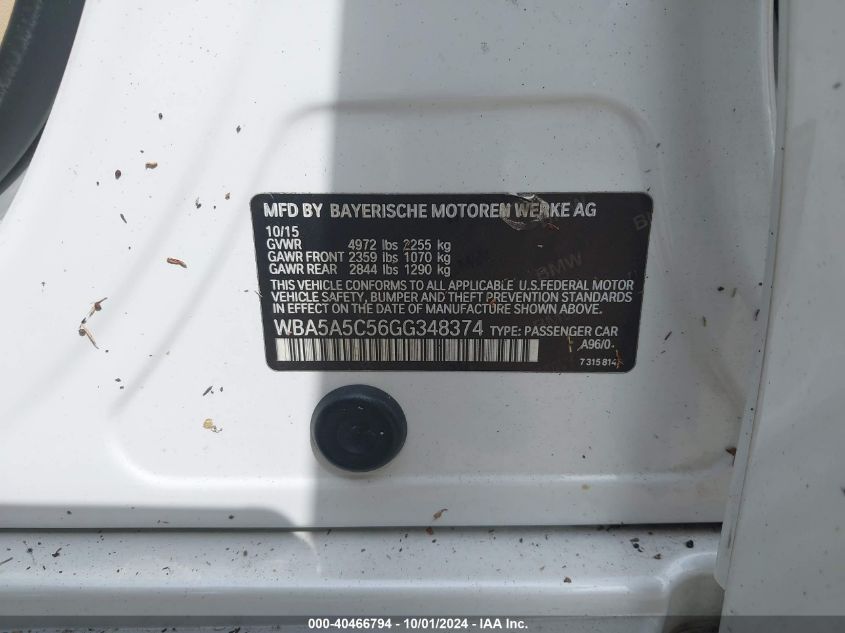 MFD BY BAYERISCHE MOTOREN WERKE AG
10/15
GVWR 4972 lbs 2255 kg
GAWR FRONT 2359 lbs 1070 kg
GAWR REAR 2844 lbs 1290 kg
THIS VEHICLE CONFORMS TO ALL APPLICABLE U.S.FEDERAL MOTOR
VEHICLE SAFETY, BUMPER AND THEFT PREVENTION STANDARDS
IN EFFECT ON THE DATE OF MANUFACTURE SHOWN ABOVE.
WBA5A5C56GG348374 TYPE: PASSENGER CAR
A96/0
7 315 814
BMW
000-40466794 - 10/01/2024 - IAA Inc.